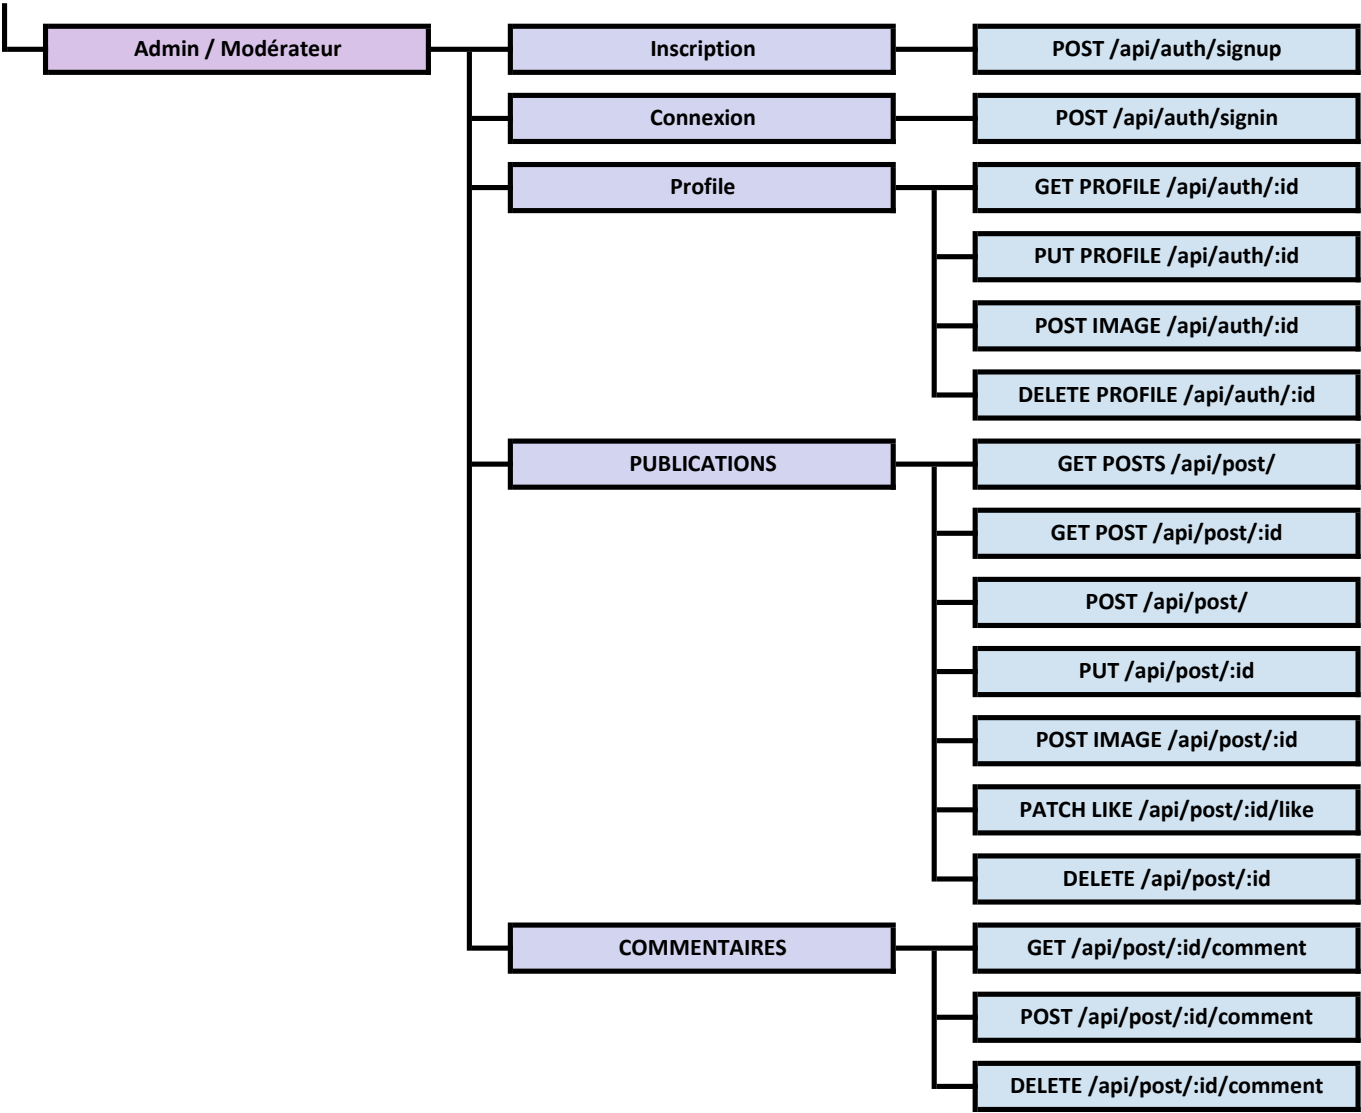 Admin / Modérateur
Inscription
POST /api/auth/signup
Connexion
POST /api/auth/signin
Profile
GET PROFILE /api/auth/:id
PUT PROFILE /api/auth/:id
POST IMAGE /api/auth/:id
DELETE PROFILE /api/auth/:id
PUBLICATIONS
GET POSTS /api/post/
GET POST /api/post/:id
POST /api/post/
PUT /api/post/:id
POST IMAGE /api/post/:id
PATCH LIKE /api/post/:id/like
DELETE /api/post/:id
COMMENTAIRES
GET /api/post/:id/comment
POST /api/post/:id/comment
DELETE /api/post/:id/comment